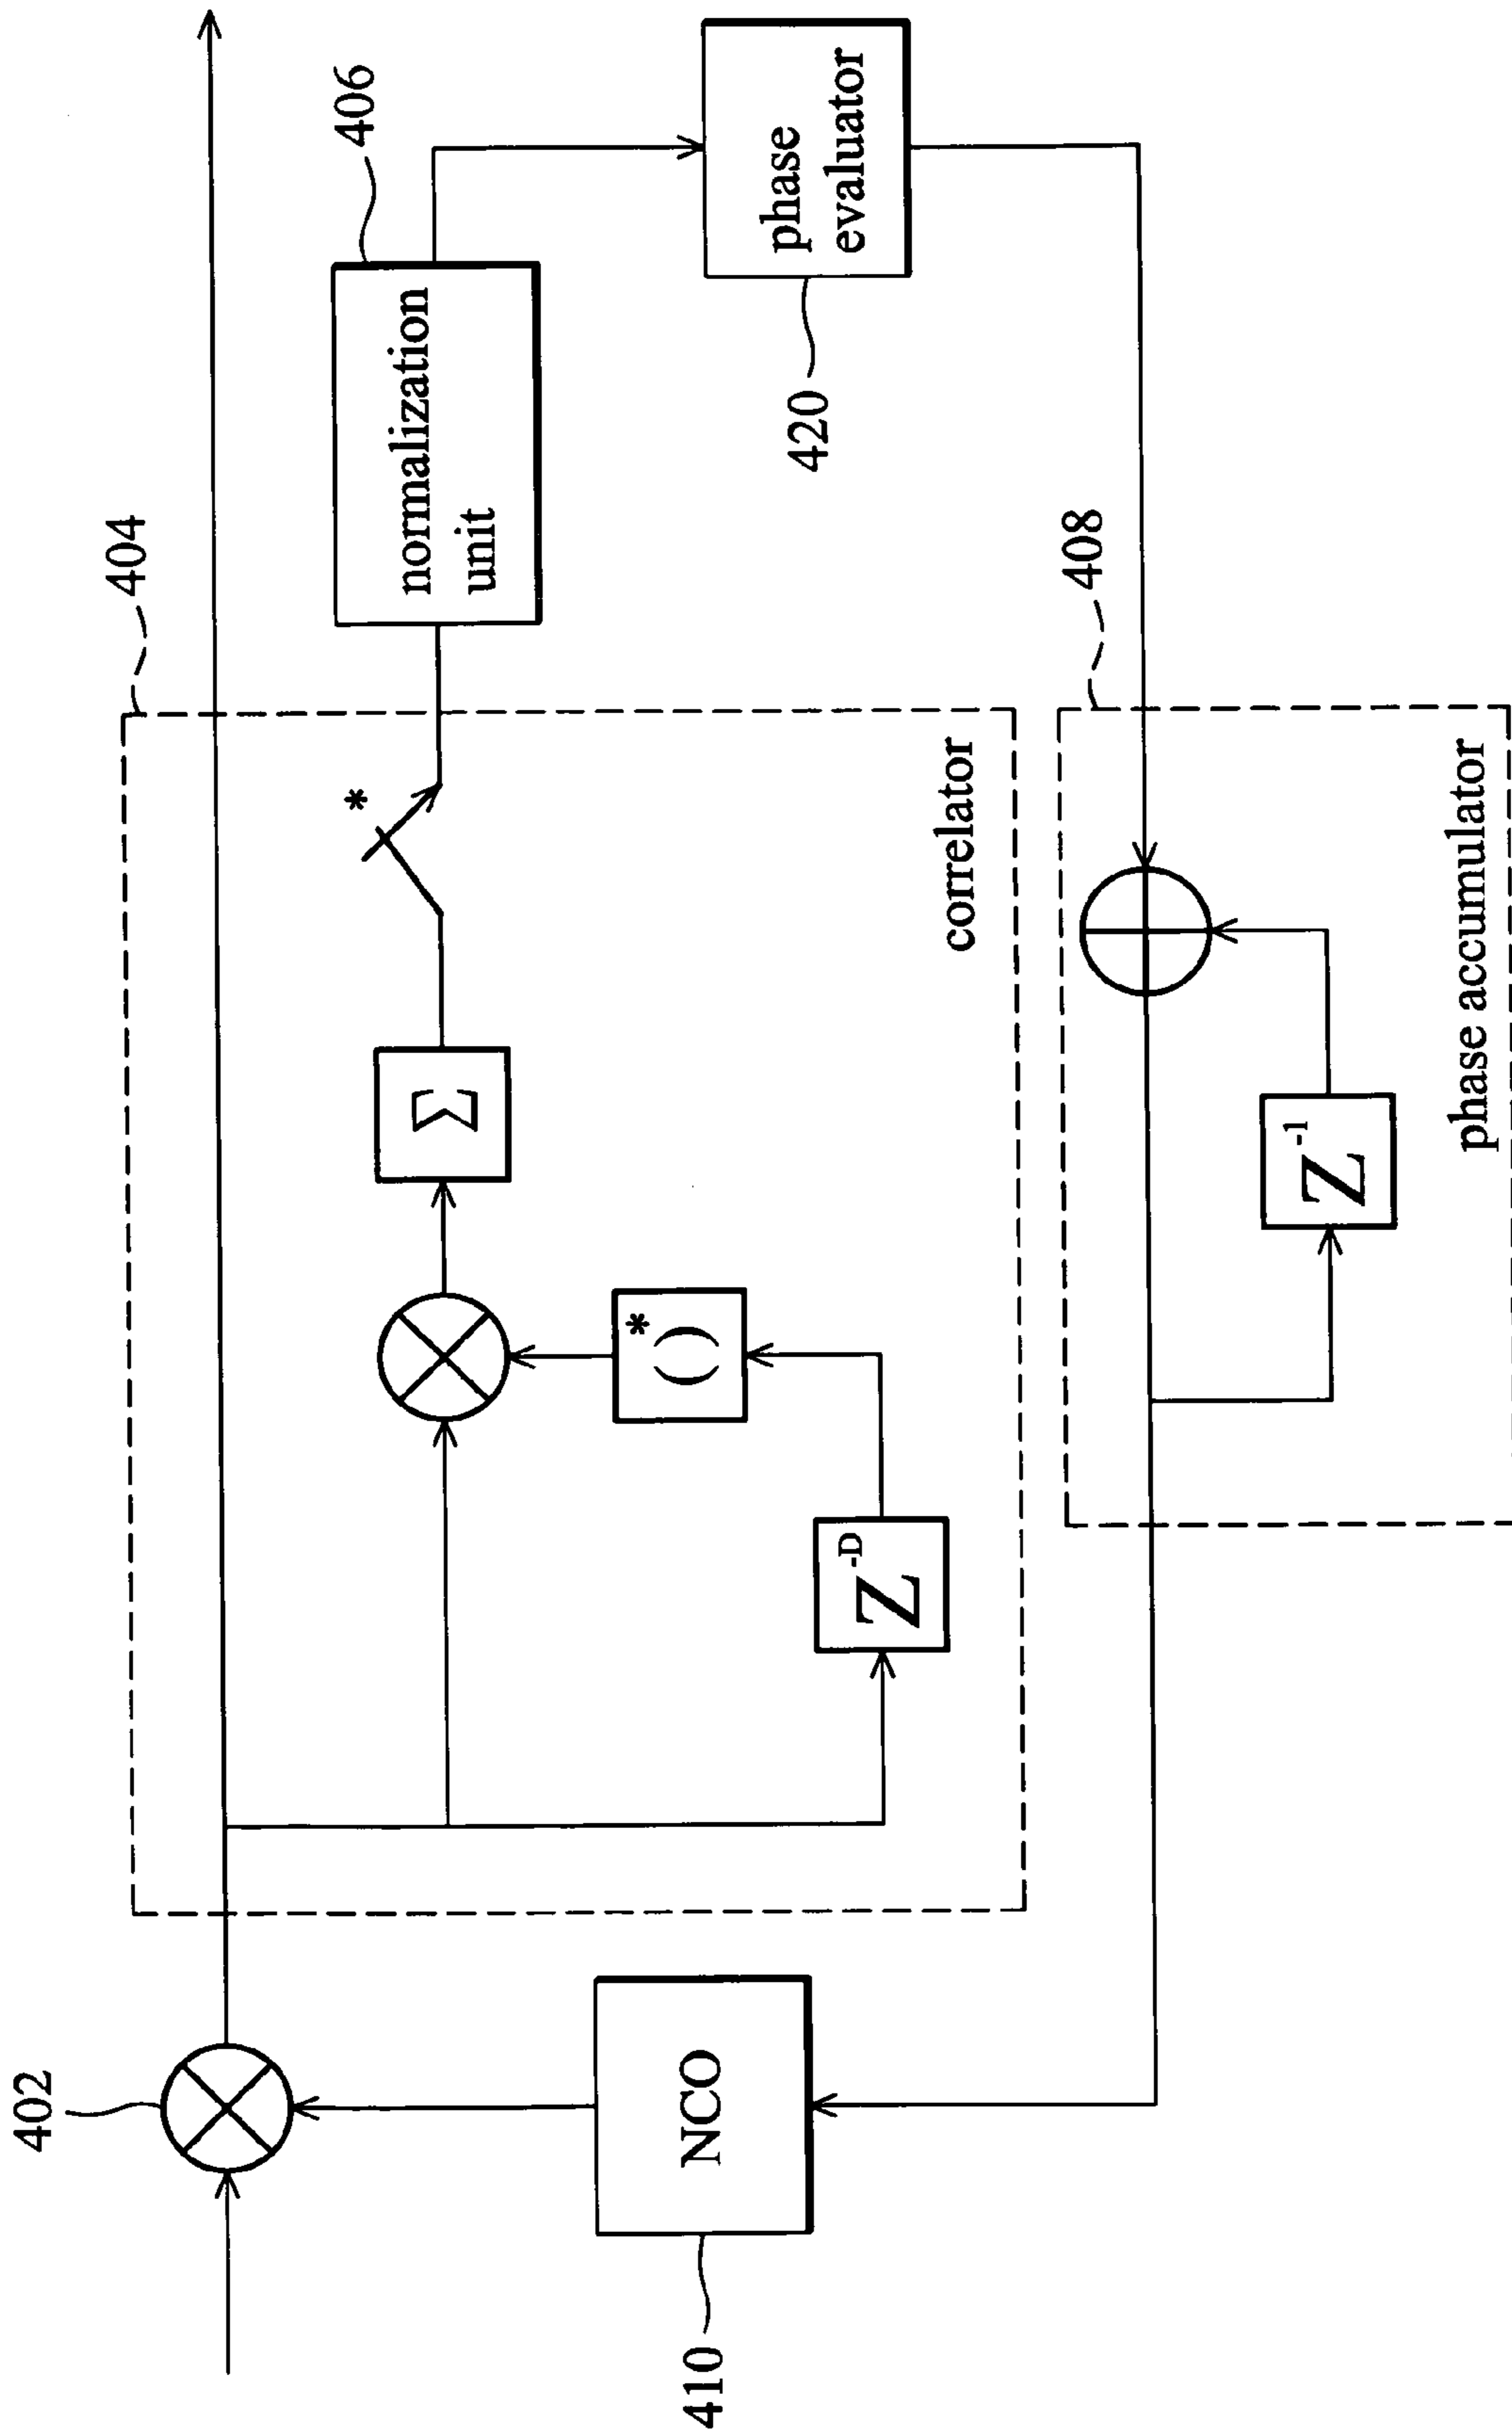 402
404
406
normalization
unit
*
Σ
( )*
Z-D
correlator
420
phase
evaluator
NCO
410
408
Z-1
phase accumulator